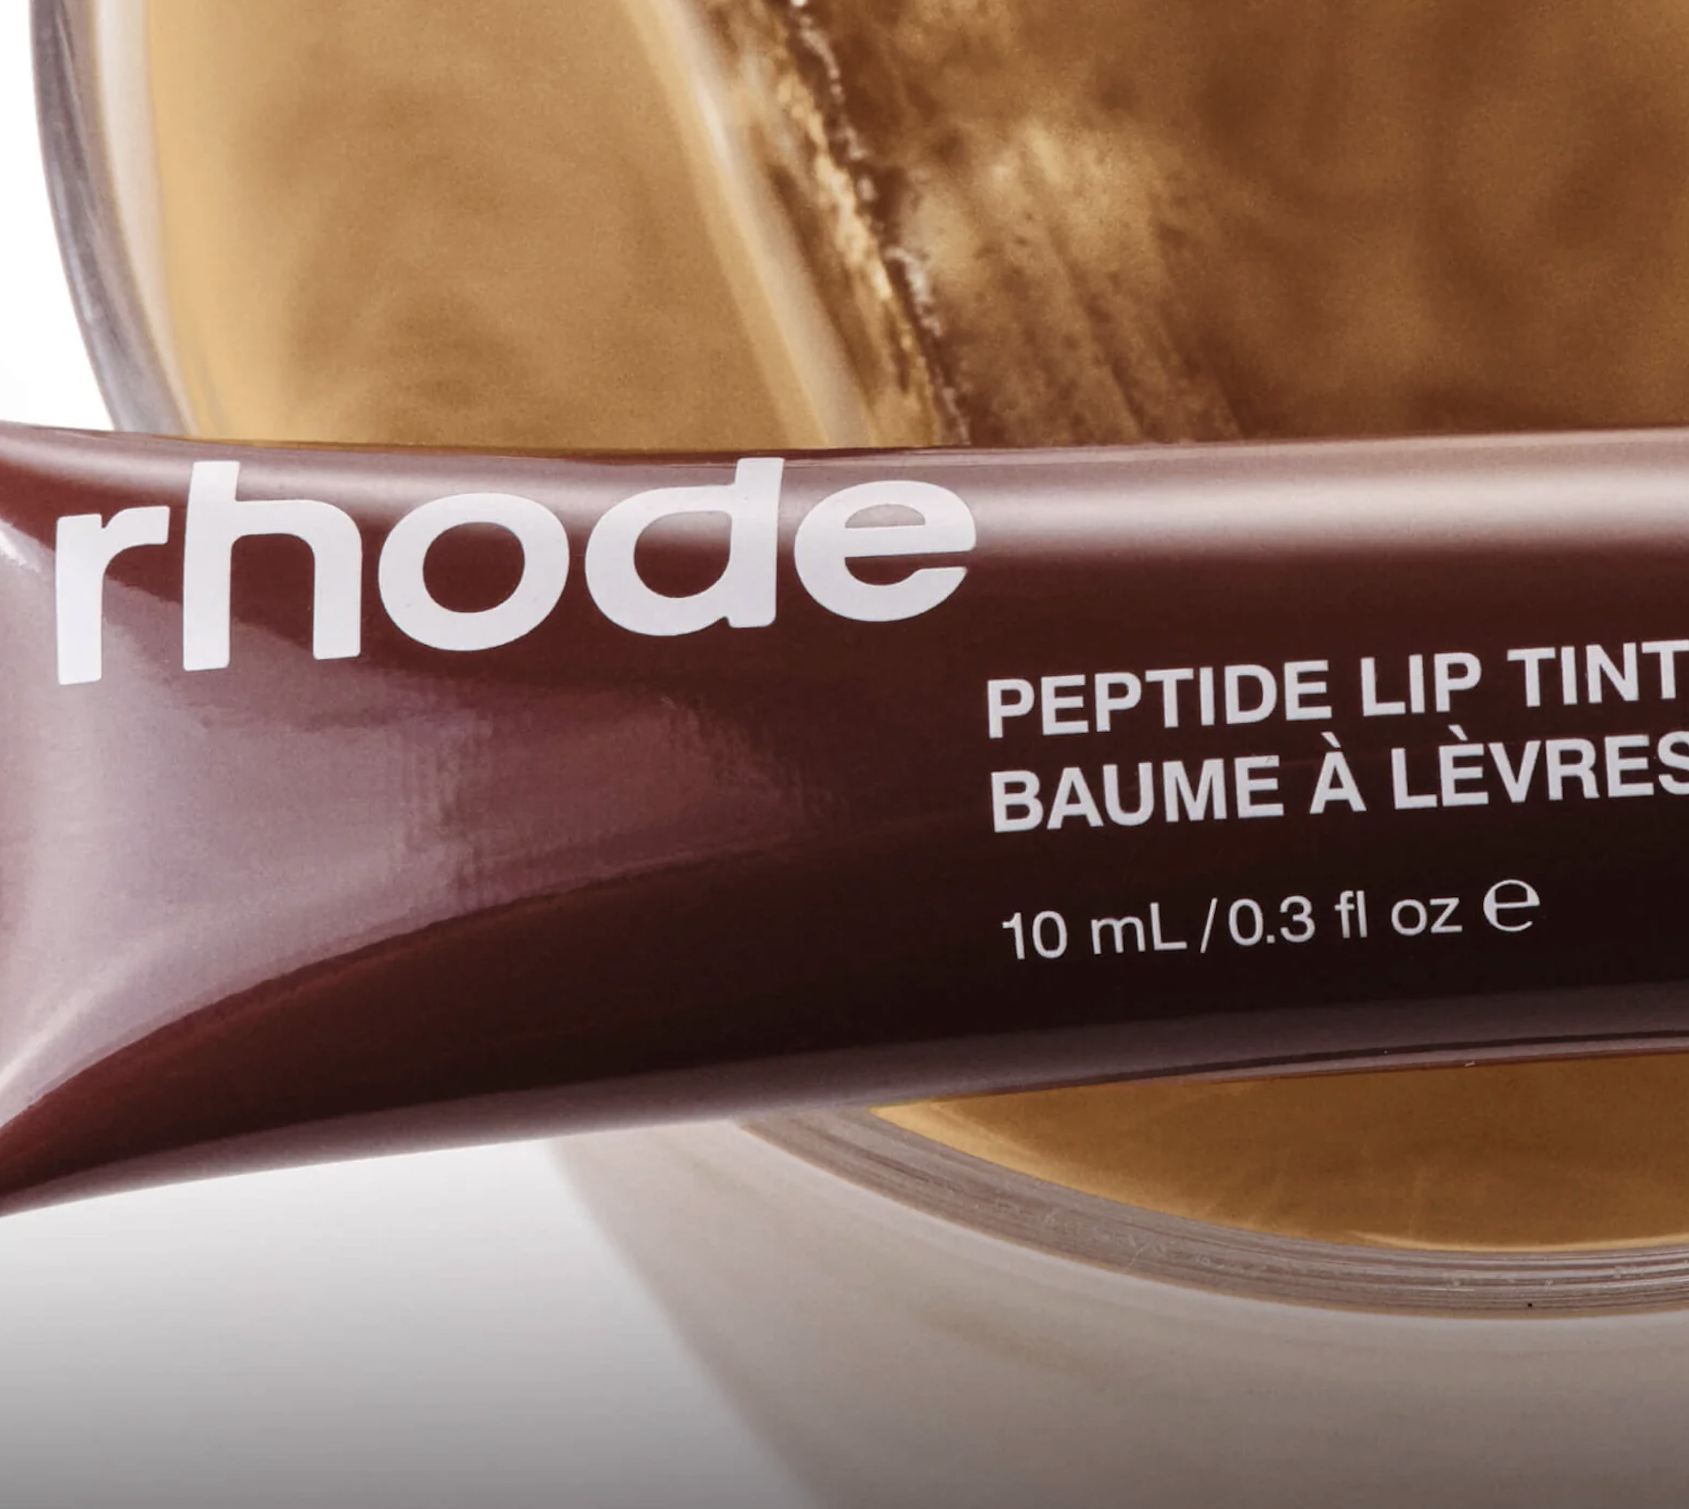 rhode
PEPTIDE LIP TINT
BAUME À LÈVRES
10 mL/0.3 fl oz ℮